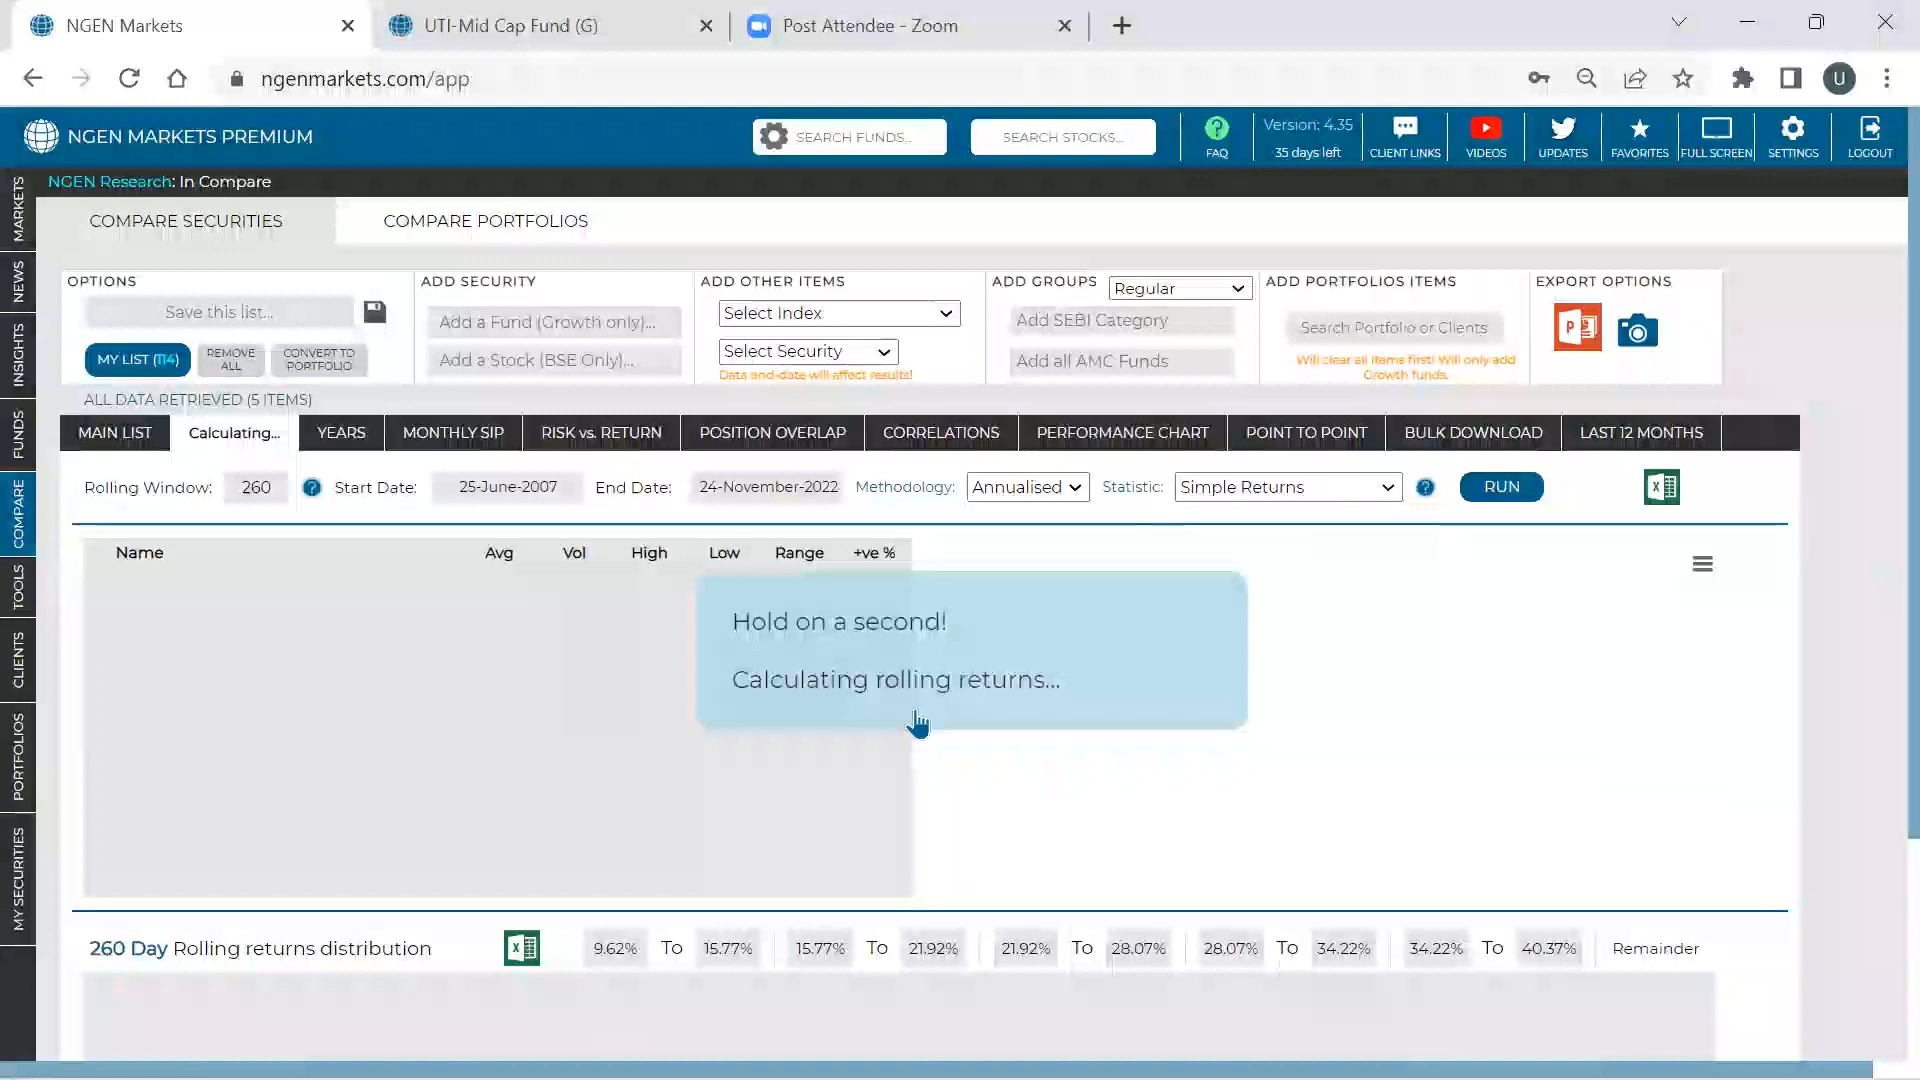 NGEN Markets
UTI-Mid Cap Fund (G)
Post Attendee - Zoom
ngenmarkets.com/app
U
NGEN MARKETS PREMIUM
SEARCH FUNDS...
SEARCH STOCKS...
FAQ
Version: 4.35
35 days left
CLIENT LINKS
VIDEOS
UPDATES
FAVORITES
FULL SCREEN
SETTINGS
LOGOUT
NGEN Research: In Compare
MARKETS
NEWS
INSIGHTS
FUNDS
COMPARE
TOOLS
CLIENTS
PORTFOLIOS
MY SECURITIES
COMPARE SECURITIES
COMPARE PORTFOLIOS
OPTIONS
Save this list...
MY LIST (114)
REMOVE
ALL
CONVERT TO
PORTFOLIO
ADD SECURITY
Add a Fund (Growth only)...
Add a Stock (BSE Only)...
ADD OTHER ITEMS
Select Index
Select Security
Data end-date will affect results!
ADD GROUPS
Regular
Add SEBI Category
Add all AMC Funds
ADD PORTFOLIOS ITEMS
Search Portfolio or Clients
Will clear all items first! Will only add
Growth funds.
EXPORT OPTIONS
ALL DATA RETRIEVED (5 ITEMS)
MAIN LIST
Calculating...
YEARS
MONTHLY SIP
RISK vs. RETURN
POSITION OVERLAP
CORRELATIONS
PERFORMANCE CHART
POINT TO POINT
BULK DOWNLOAD
LAST 12 MONTHS
Rolling Window: 260
Start Date: 25-June-2007
End Date: 24-November-2022
Methodology: Annualised
Statistic: Simple Returns
RUN
Name Avg Vol High Low Range +ve %
Hold on a second!
Calculating rolling returns...
260 Day Rolling returns distribution
9.62% To 15.77%
15.77% To 21.92%
21.92% To 28.07%
28.07% To 34.22%
34.22% To 40.37%
Remainder